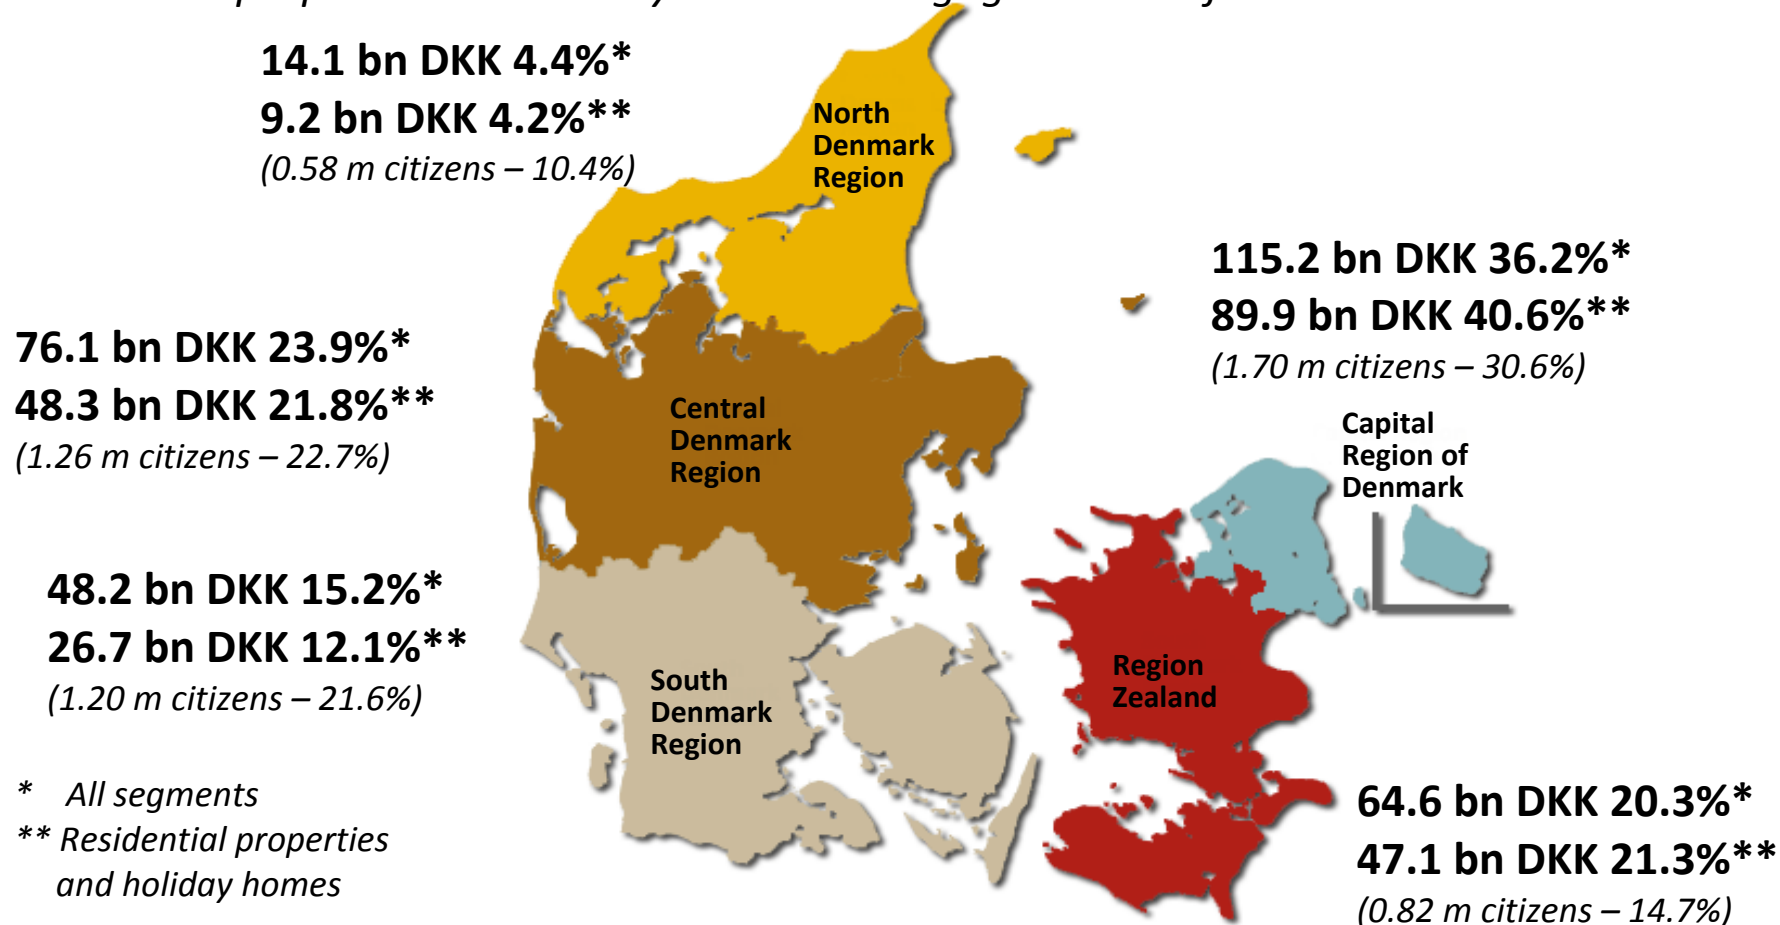 14.1 bn DKK 4.4%*
9.2 bn DKK 4.2%**
(0.58 m citizens – 10.4%)
North
Denmark
Region
115.2 bn DKK 36.2%*
89.9 bn DKK 40.6%**
(1.70 m citizens – 30.6%)
76.1 bn DKK 23.9%*
48.3 bn DKK 21.8%**
(1.26 m citizens – 22.7%)
Central
Denmark
Region
Capital
Region of
Denmark
48.2 bn DKK 15.2%*
26.7 bn DKK 12.1%**
(1.20 m citizens – 21.6%)
South
Denmark
Region
Region
Zealand
* All segments
** Residential properties
and holiday homes
64.6 bn DKK 20.3%*
47.1 bn DKK 21.3%**
(0.82 m citizens – 14.7%)